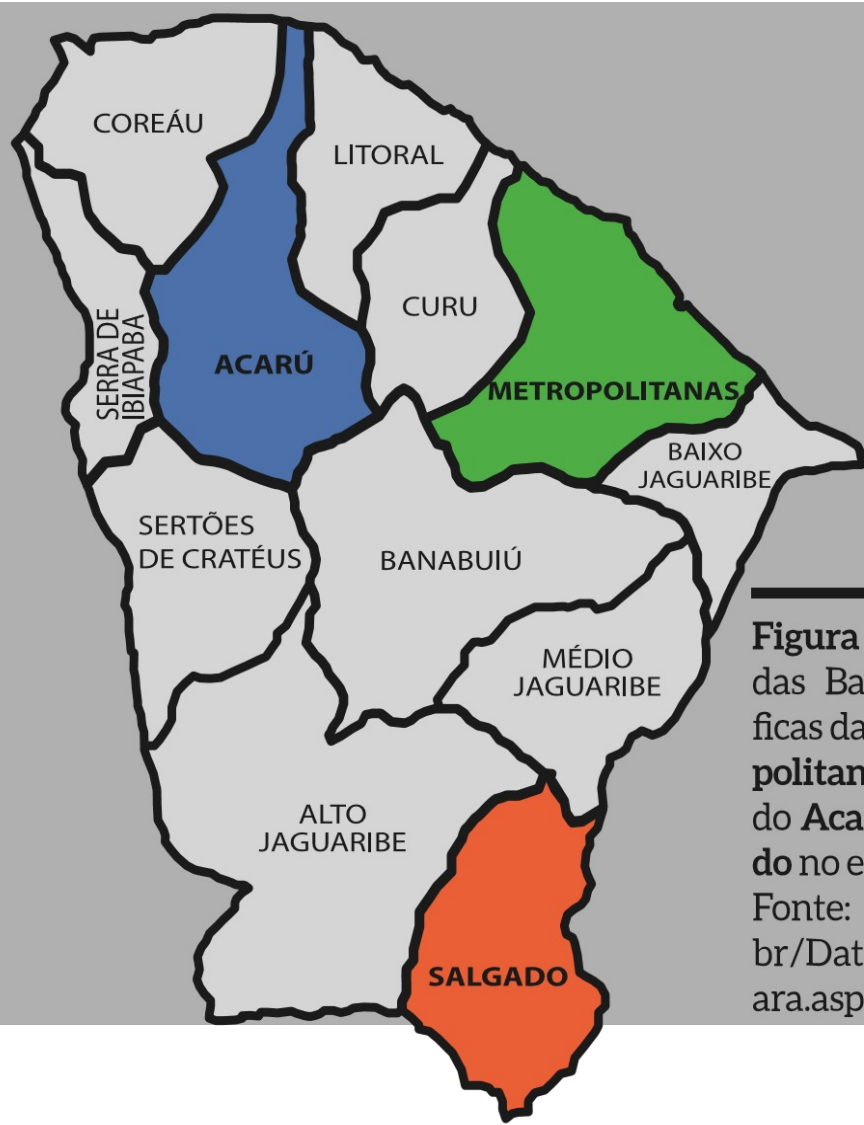 COREÁU
LITORAL
CURU
SERRA DE
IBIAPABA
ACARÚ
METROPOLITANAS
BAIXO
JAGUARIBE
SERTÕES
DE CRATÉUS
BANABUIÚ
MÉDIO
JAGUARIBE
ALTO
JAGUARIBE
SALGADO
Figura
das Ba
ficas da
politan
do Aca
do no e
Fonte:
br/Dat
ara.asp